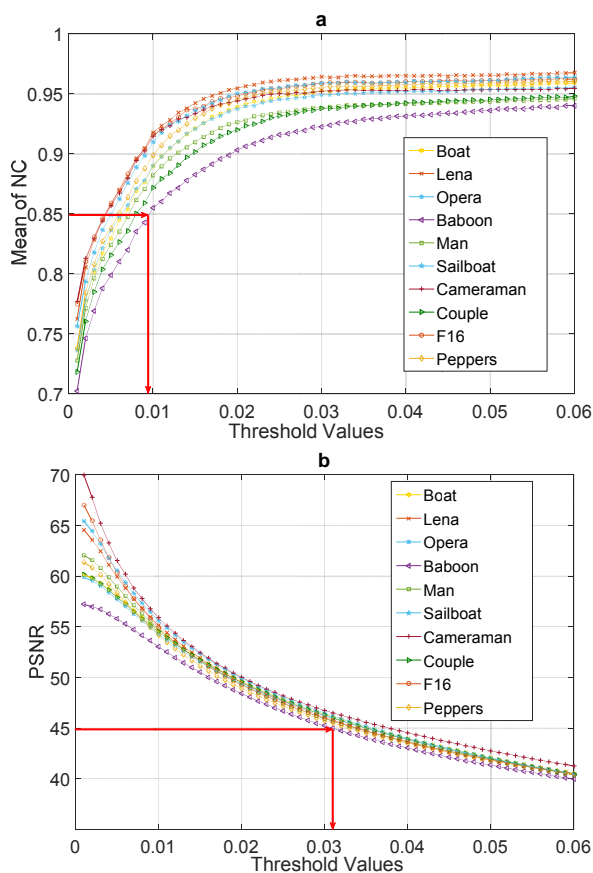 a
1
0.95
0.9
0.85
0.8
0.75
0.7
Mean of NC
Boat
Lena
Opera
Baboon
Man
Sailboat
Cameraman
Couple
F16
Peppers
0 0.01 0.02 0.03 0.04 0.05 0.06
Threshold Values
b
70
65
60
55
50
45
40
PSNR
Boat
Lena
Opera
Baboon
Man
Sailboat
Cameraman
Couple
F16
Peppers
0 0.01 0.02 0.03 0.04 0.05 0.06
Threshold Values